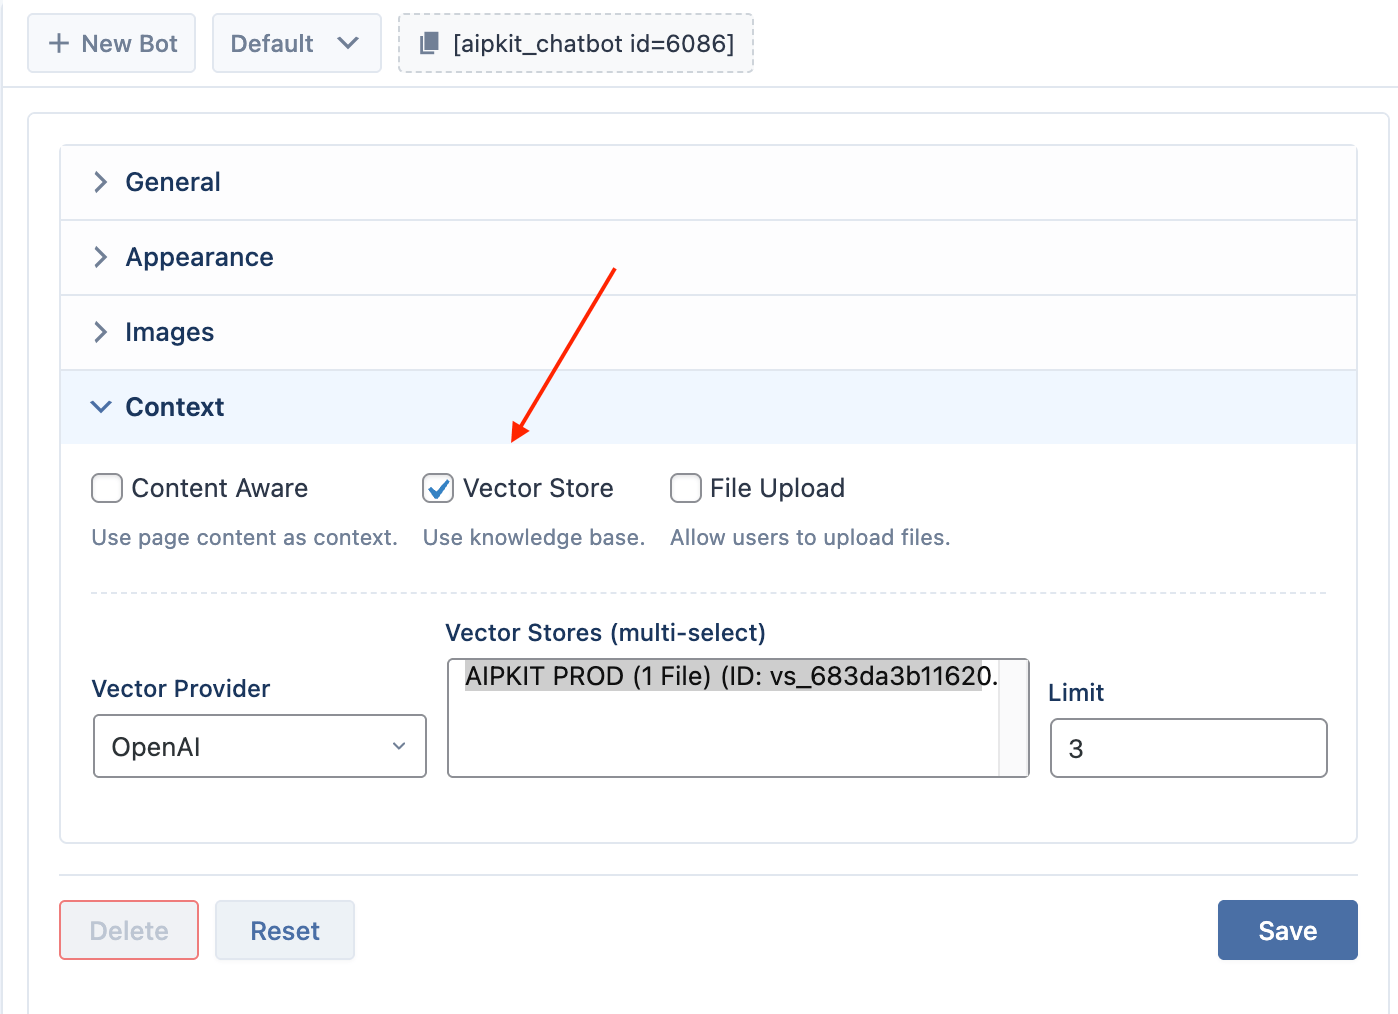 New Bot
Default
[aipkit_chatbot id=6086]
General
Appearance
Images
Context
Content Aware
Vector Store
File Upload
Use page content as context.
Use knowledge base.
Allow users to upload files.
Vector Stores (multi-select)
AIPKIT PROD (1 File) (ID: vs_683da3b11620.
Vector Provider
OpenAI
Limit
3
Delete
Reset
Save